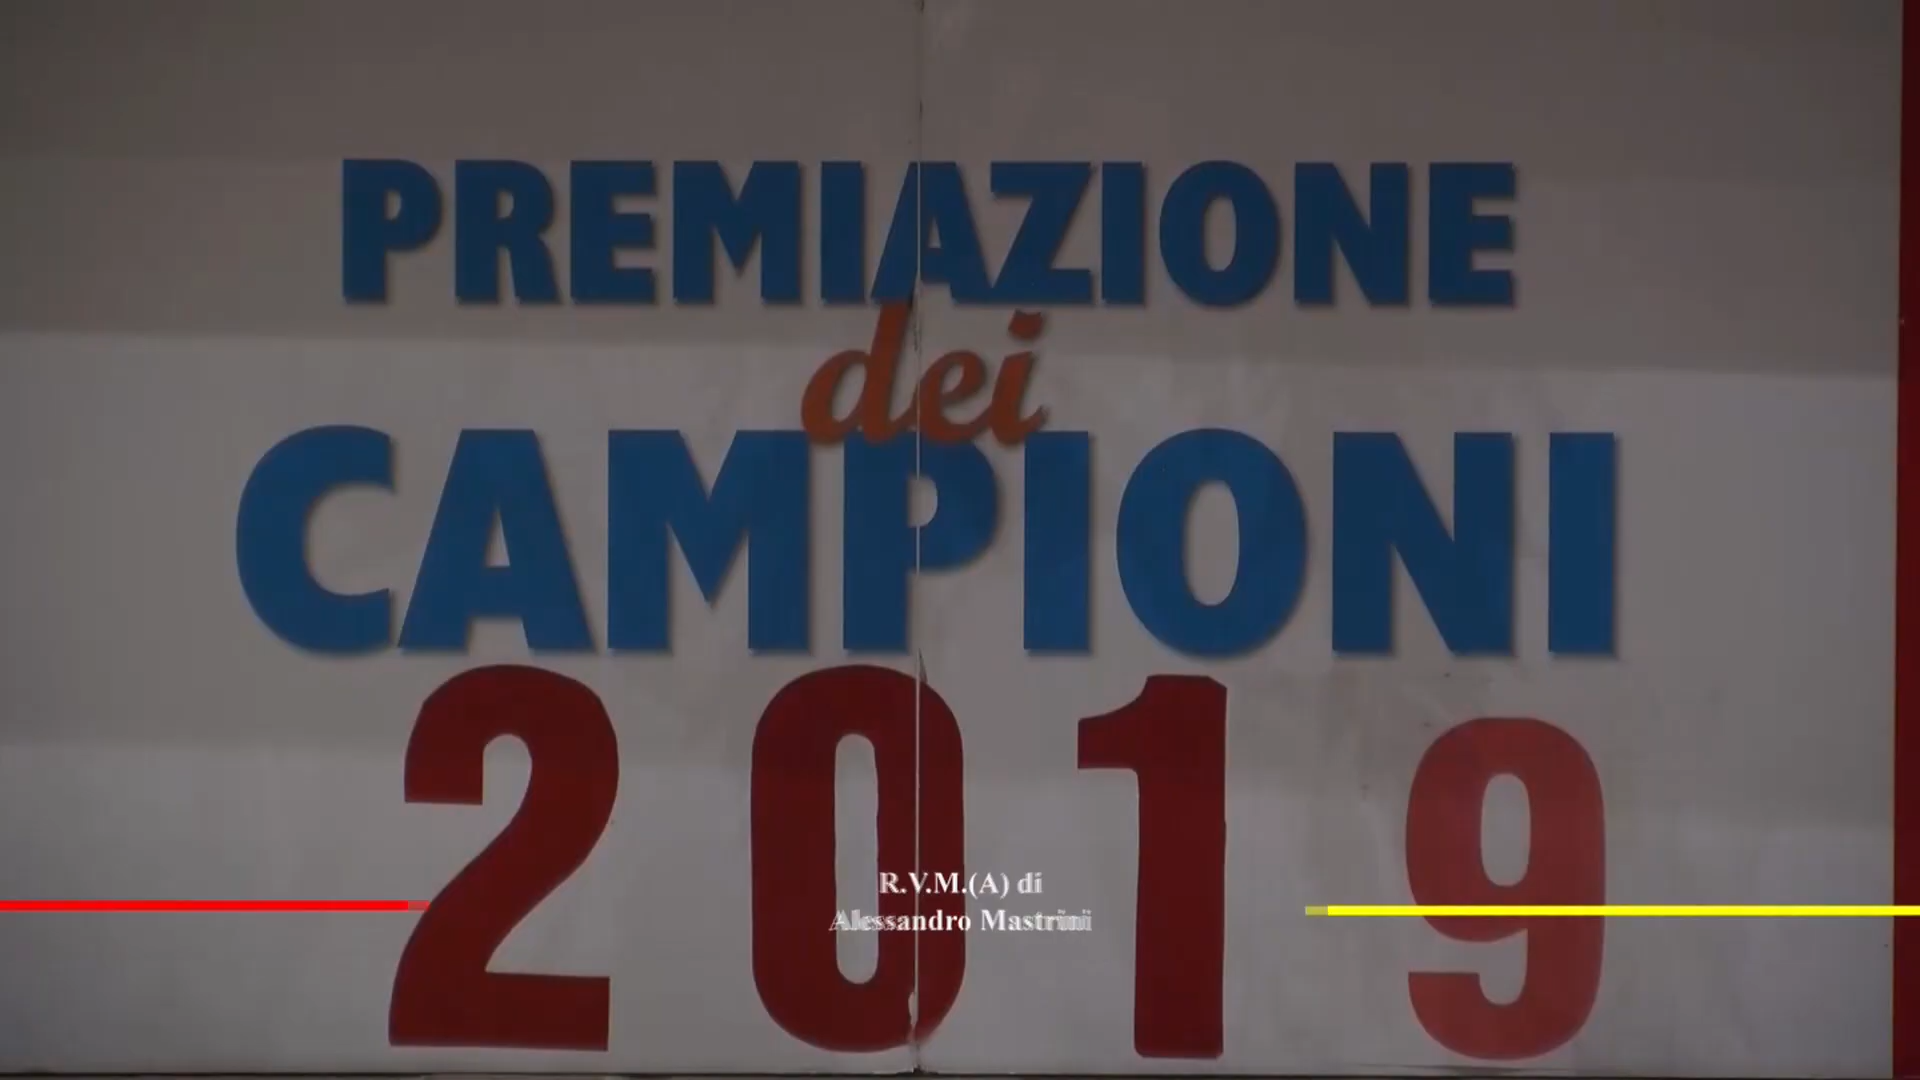 PREMIAZIONE
dei
CAMPIONI
2019
R.V.M.(A) di
Alessandro Mastrini